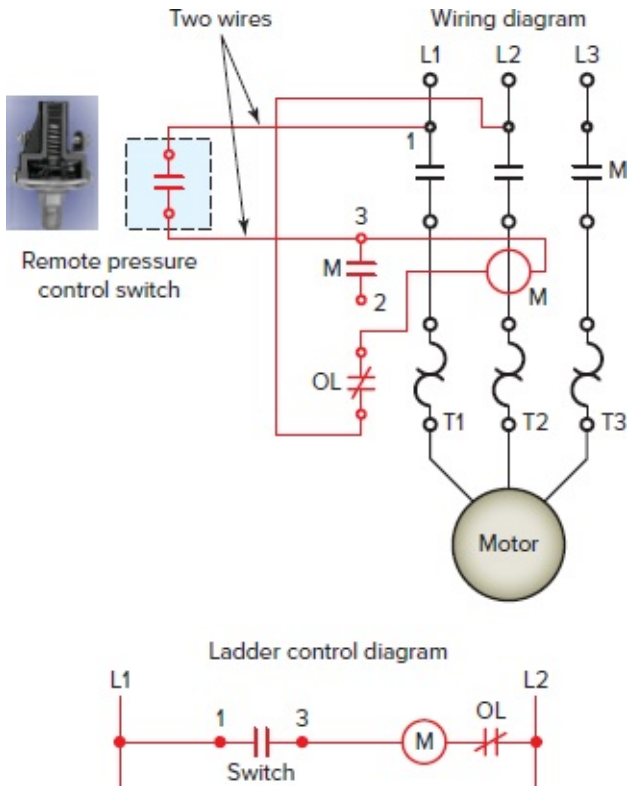 Two wires
Wiring diagram
L1 L2 L3
1
M
3
Remote pressure
control switch
M
2
M
OL
T1 T2 T3
Motor
Ladder control diagram
L1 L2
1 3 OL
M
Switch